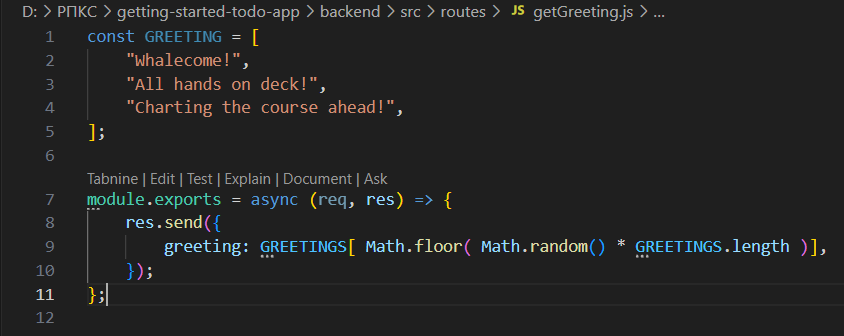 D: > РПКС > getting-started-todo-app > backend > src > routes > JS getGreeting.js > ...
1 const GREETING = [
2     "Whalecome!",
3     "All hands on deck!",
4     "Charting the course ahead!",
5 ];
6
Tabnine | Edit | Test | Explain | Document | Ask
7 module.exports = async (req, res) => {
8     res.send({
9         greeting: GREETINGS[ Math.floor( Math.random() * GREETINGS.length )],
10     });
11 };
12